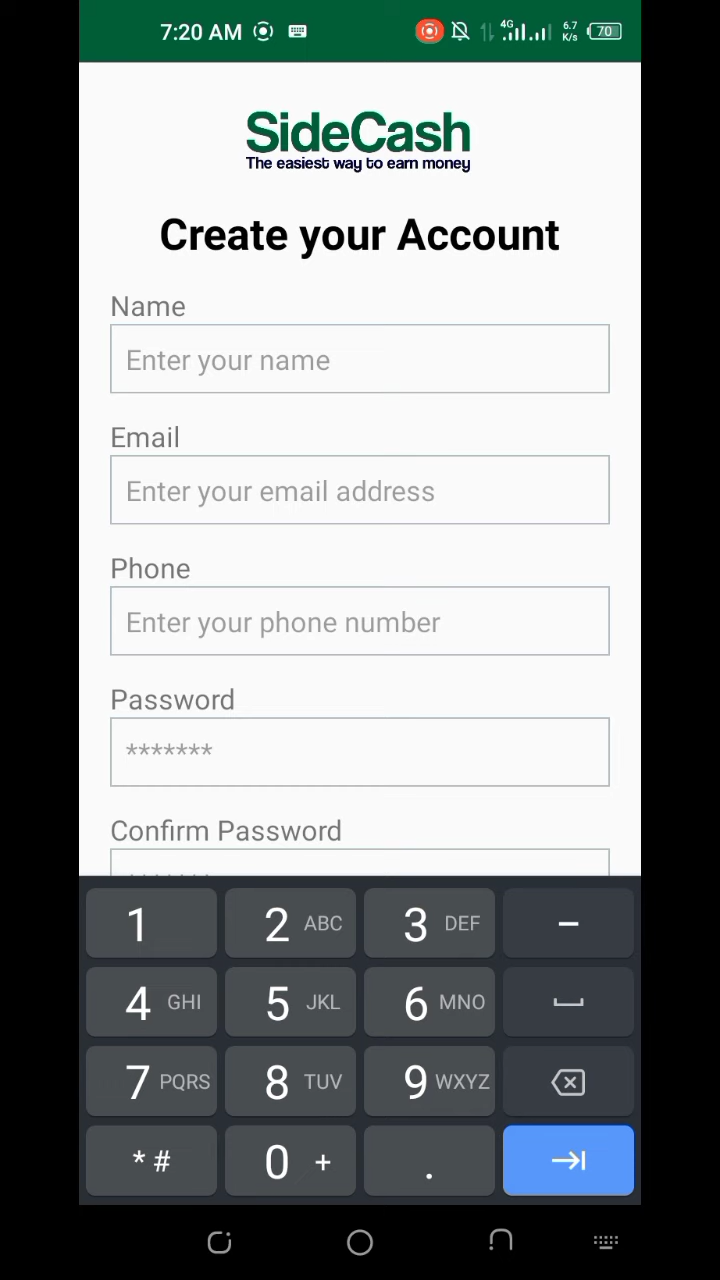 7:20 AM 4G 6.7 K/s 70
SideCash
The easiest way to earn money
Create your Account
Name
Enter your name
Email
Enter your email address
Phone
Enter your phone number
Password
*******
Confirm Password
1 2 ABC 3 DEF –
4 GHI 5 JKL 6 MNO
7 PQRS 8 TUV 9 WXYZ
* # 0 + .